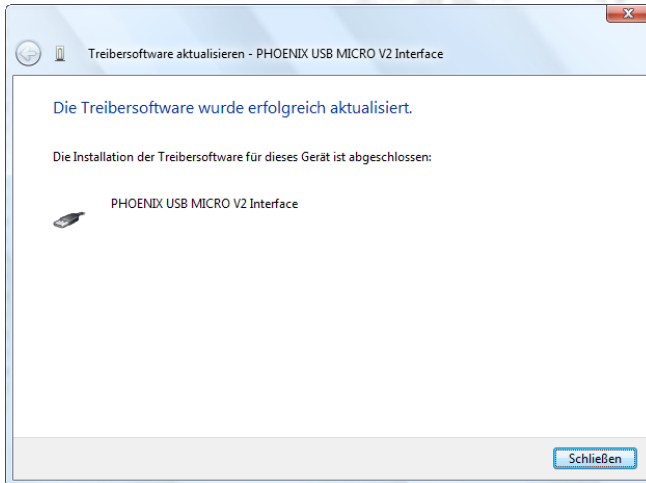 Treibersoftware aktualisieren - PHOENIX USB MICRO V2 Interface
Die Treibersoftware wurde erfolgreich aktualisiert.
Die Installation der Treibersoftware für dieses Gerät ist abgeschlossen:
PHOENIX USB MICRO V2 Interface
Schließen